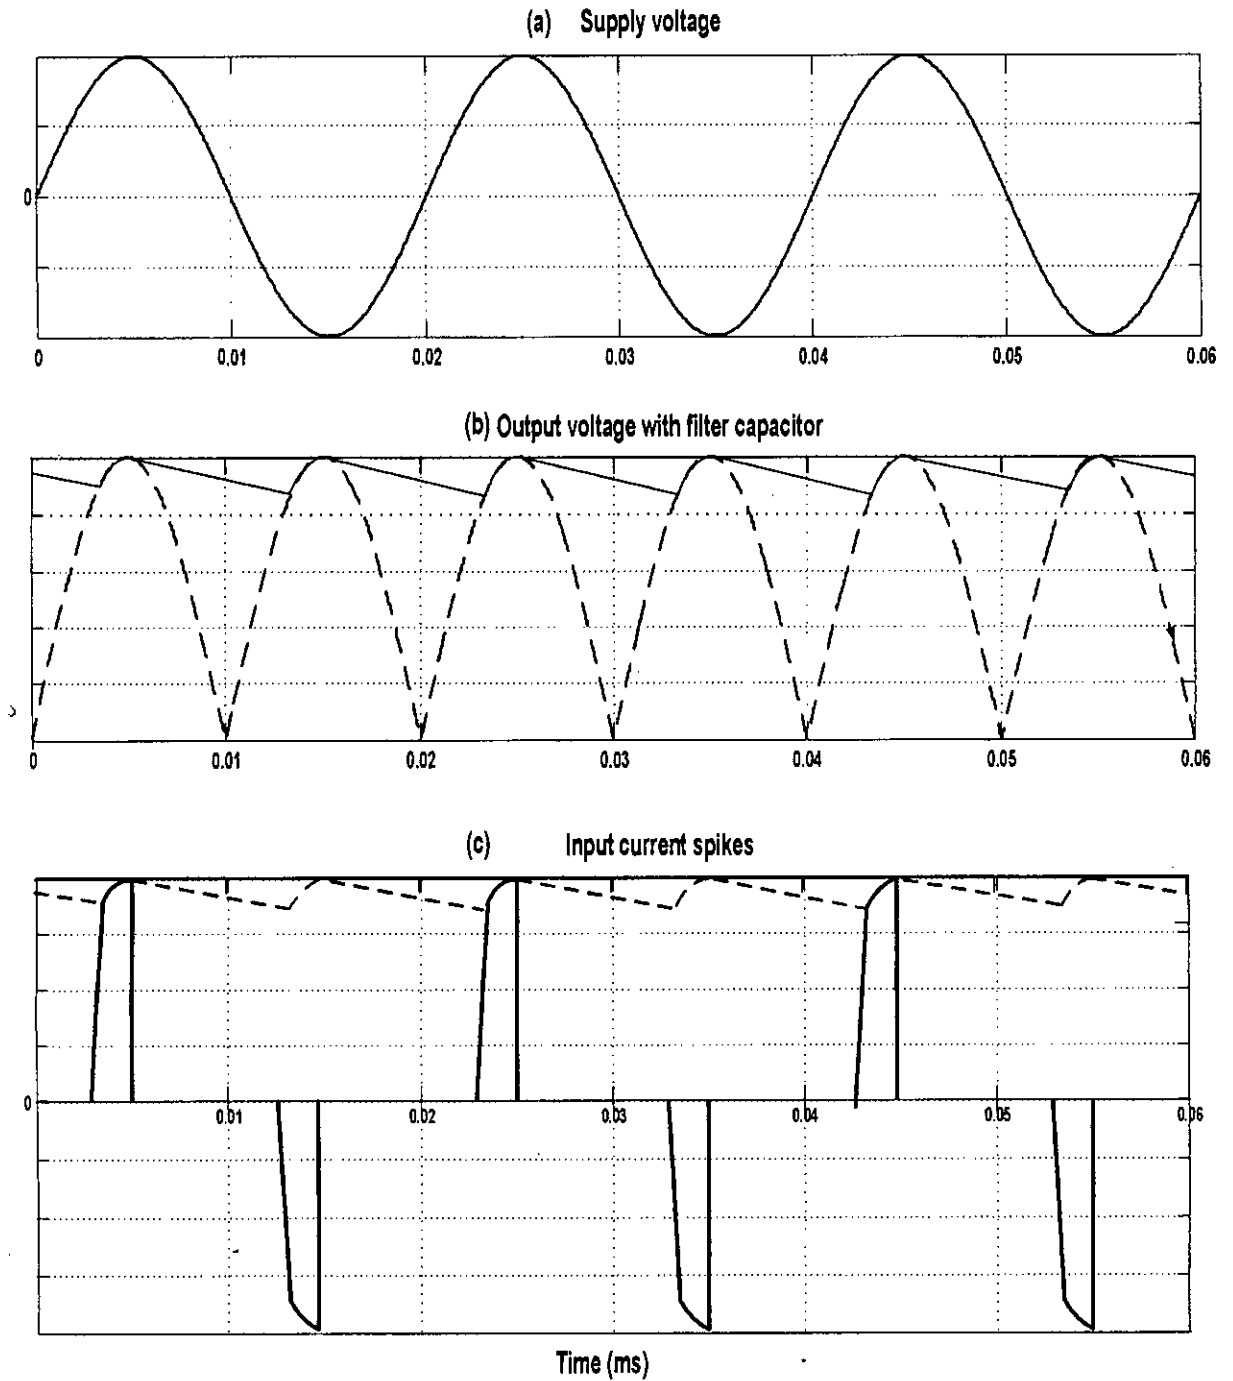 (a) Supply voltage
0
0 0.01 0.02 0.03 0.04 0.05 0.06
(b) Output voltage with filter capacitor
0 0.01 0.02 0.03 0.04 0.05 0.06
(c) Input current spikes
0
0.01 0.02 0.03 0.04 0.05 0.06
Time (ms)